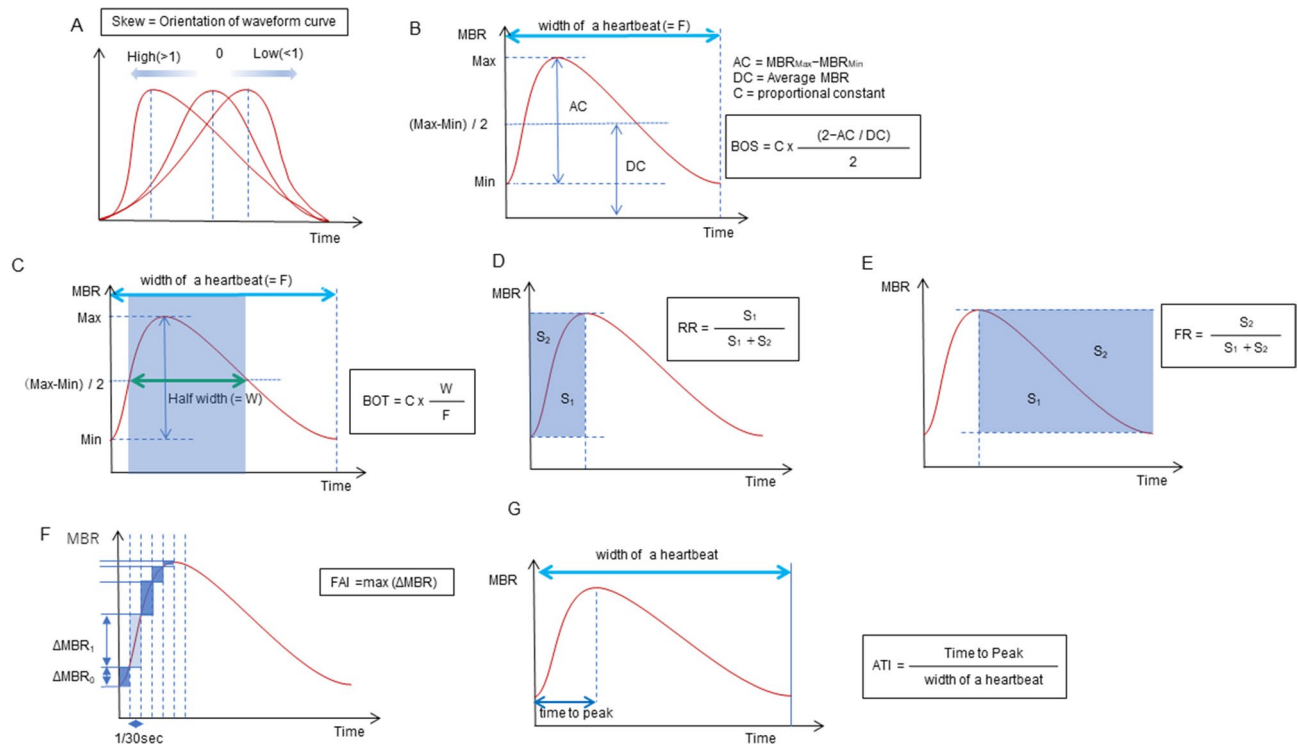 A
Skew = Orientation of waveform curve
High(>1)
0
Low(<1)
Time
B
width of a heartbeat (= F)
MBR
Max
AC
(Max-Min) / 2
DC
Min
Time
AC = MBRMax−MBRMin
DC = Average MBR
C = proportional constant
BOS = C x (2−AC / DC)
2
C
width of a heartbeat (= F)
MBR
Max
(Max-Min) / 2
Half width (= W)
Min
Time
BOT = C x W
F
D
MBR
S2
S1
Time
RR = S1
S1 + S2
E
MBR
S2
S1
Time
FR = S2
S1 + S2
F
MBR
ΔMBR1
ΔMBR0
1/30sec
Time
FAI =max (ΔMBR)
G
width of a heartbeat
MBR
time to peak
Time
ATI = Time to Peak
width of a heartbeat